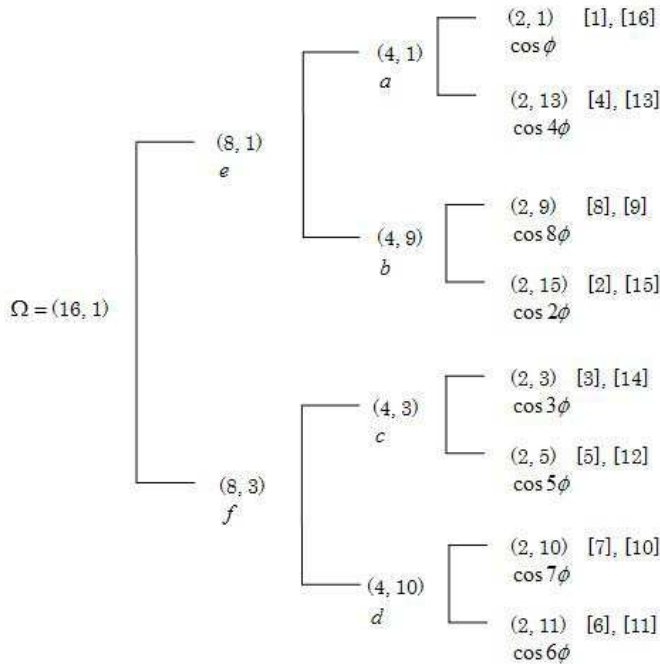 (2, 1) [1], [16]
cos ϕ
(4, 1)
a
(2, 13) [4], [13]
cos 4ϕ
(8, 1)
e
(2, 9) [8], [9]
cos 8ϕ
(4, 9)
b
(2, 15) [2], [15]
cos 2ϕ
Ω = (16, 1)
(2, 3) [3], [14]
cos 3ϕ
(4, 3)
c
(2, 5) [5], [12]
cos 5ϕ
(8, 3)
f
(2, 10) [7], [10]
cos 7ϕ
(4, 10)
d
(2, 11) [6], [11]
cos 6ϕ